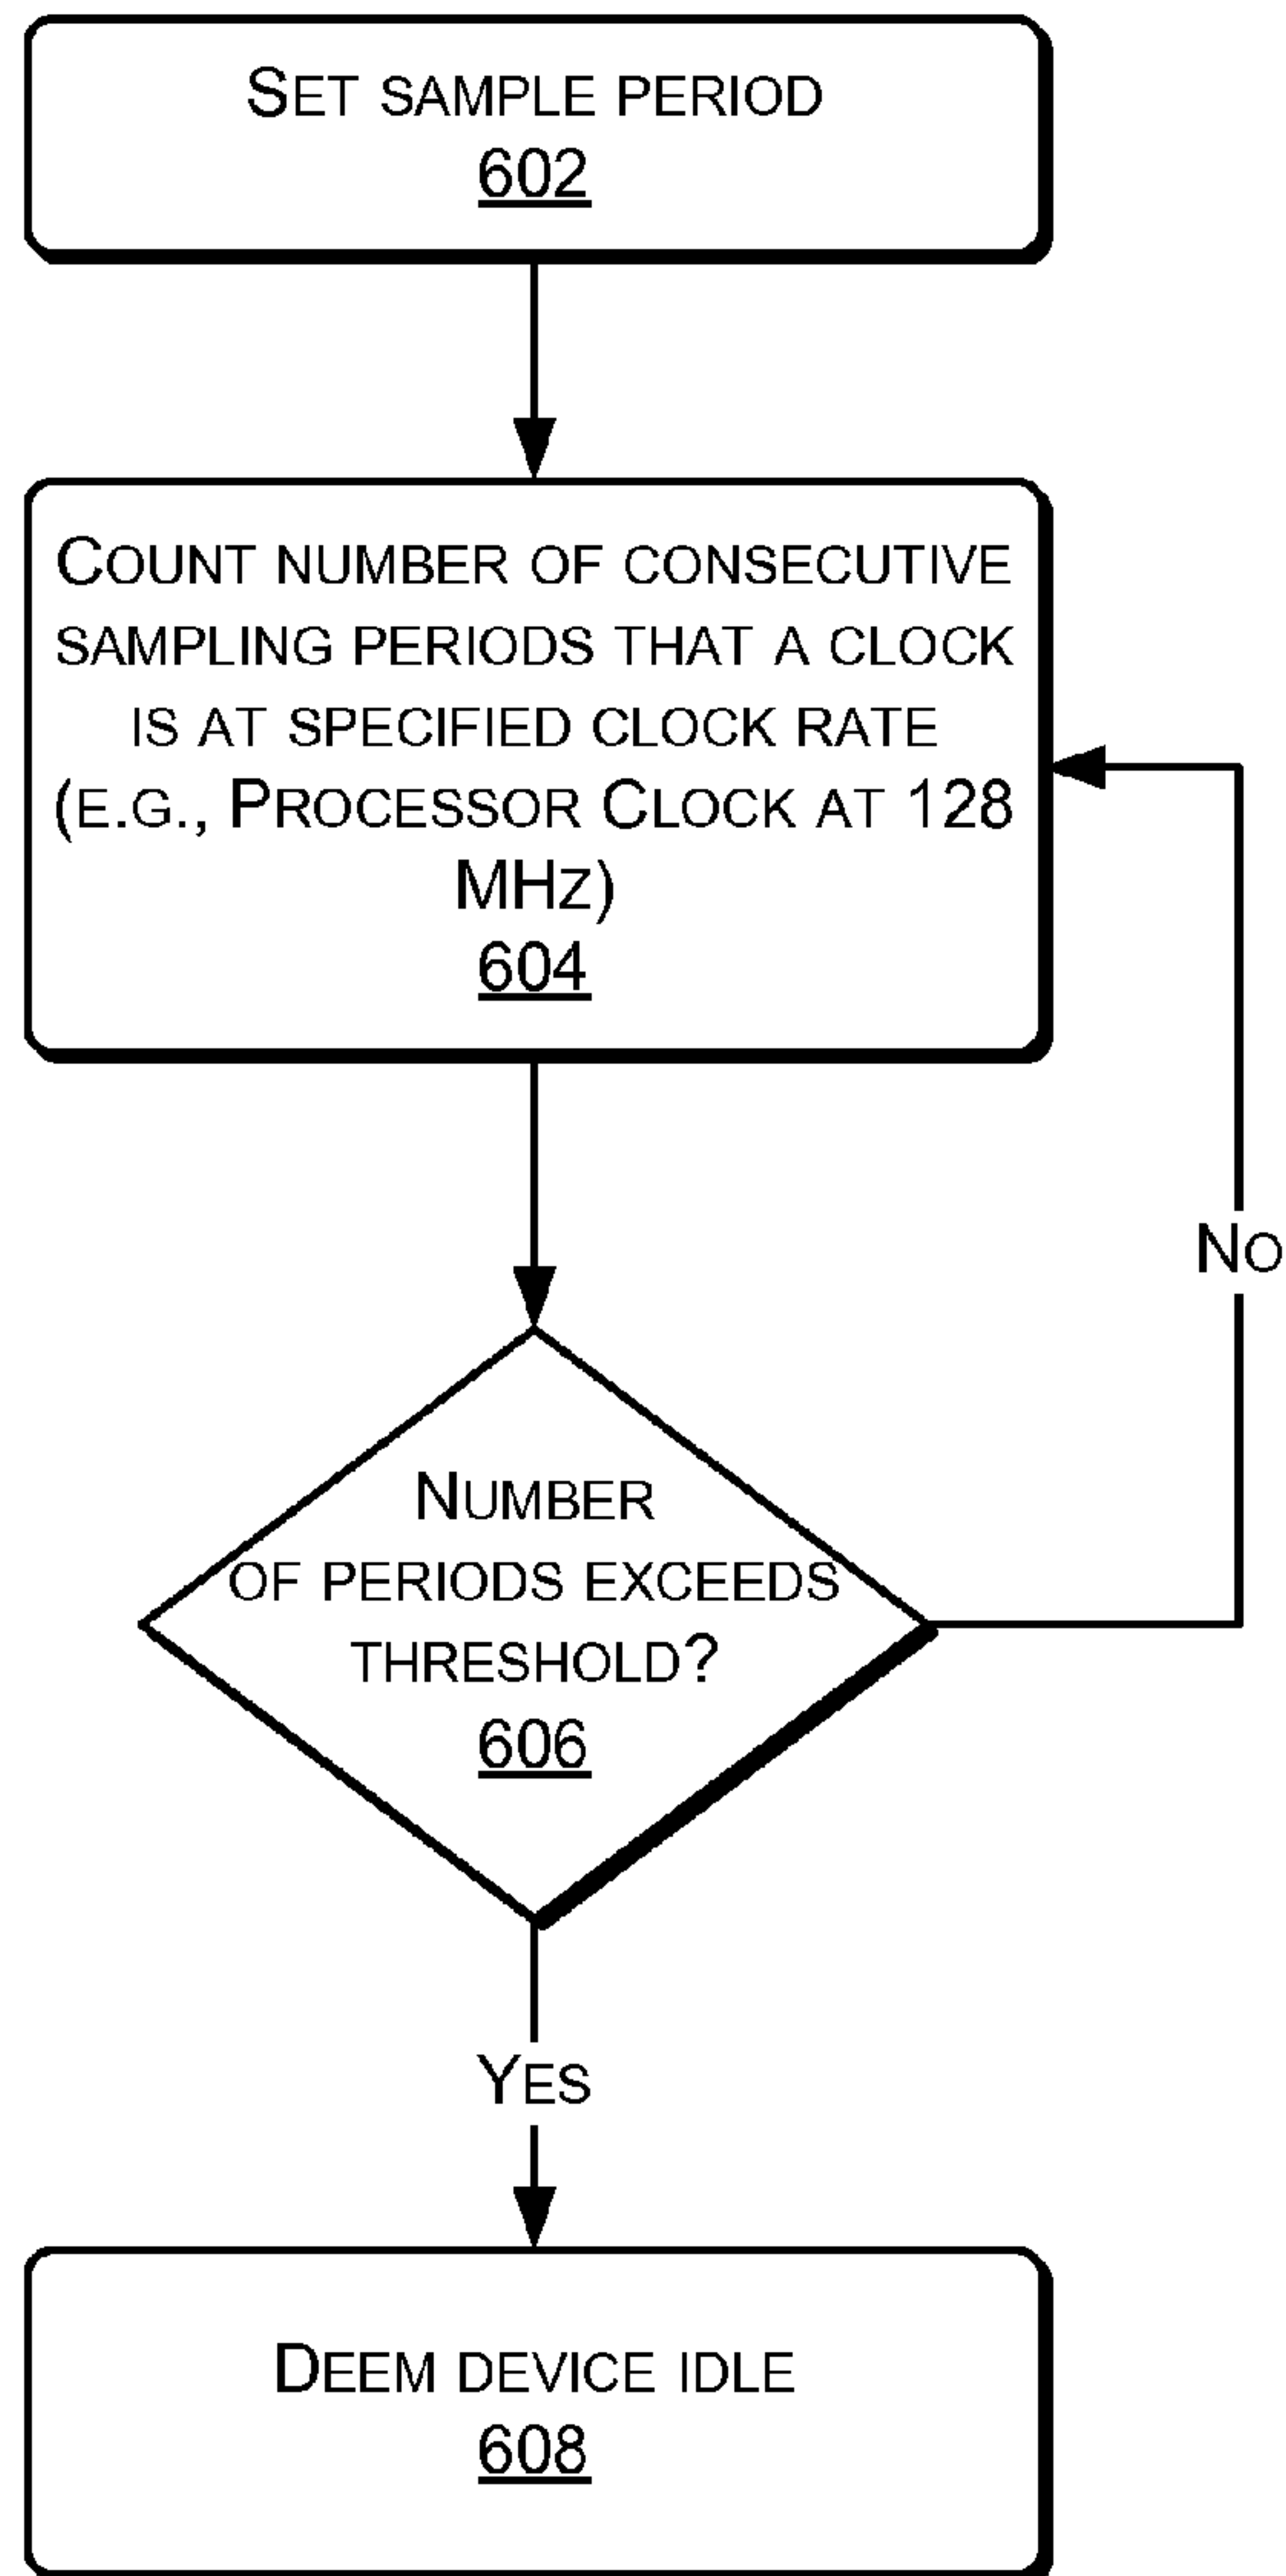 Set sample period
602
Count number of consecutive
sampling periods that a clock
is at specified clock rate
(e.g., Processor Clock at 128
MHz)
604
No
Number
of periods exceeds
threshold?
606
Yes
Deem device idle
608